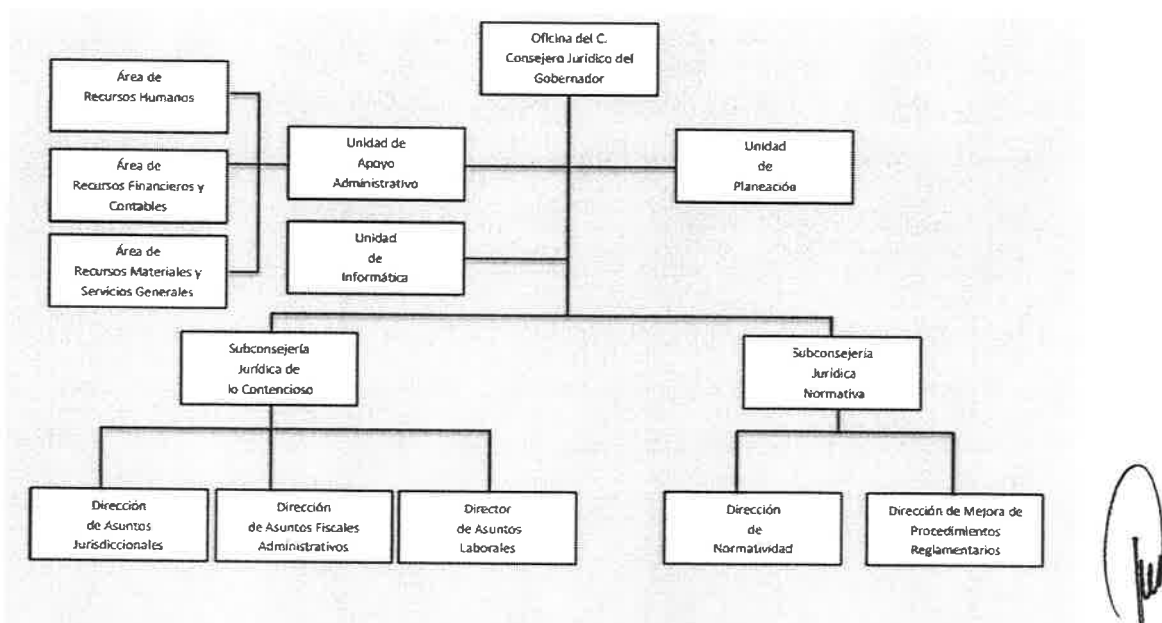 Oficina del C.
Consejero Jurídico del
Gobernador
Área de
Recursos Humanos
Unidad de
Apoyo
Administrativo
Unidad
de
Planeación
Área de
Recursos Financieros y
Contables
Unidad
de
Informática
Área de
Recursos Materiales y
Servicios Generales
Subconsejería
Jurídica de
lo Contencioso
Subconsejería
Jurídica
Normativa
Dirección
de Asuntos
Jurisdiccionales
Dirección
de Asuntos Fiscales
Administrativos
Director
de Asuntos
Laborales
Dirección
de
Normatividad
Dirección de Mejora de
Procedimientos
Reglamentarios